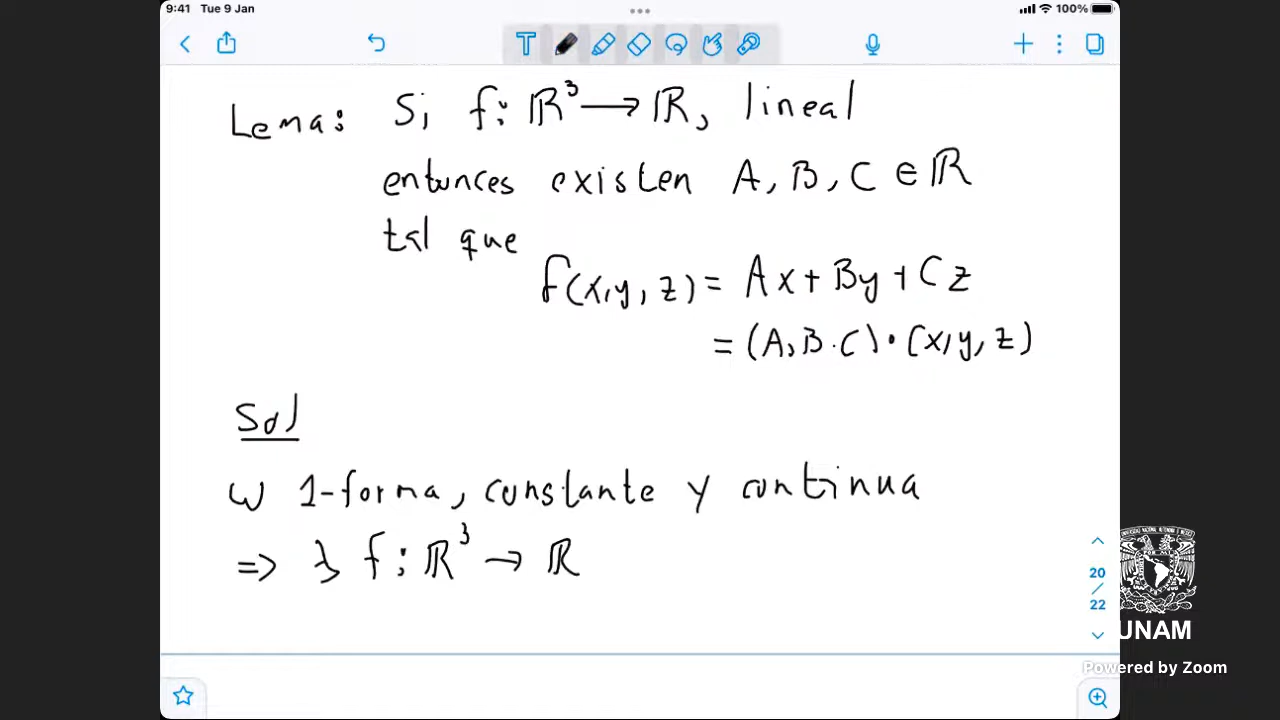 9:41 Tue 9 Jan
100%
Lema: Si f: ℝ³ → ℝ, lineal
entonces existen A, B, C ∈ ℝ
tal que
f(x,y,z) = Ax + By + Cz
= (A,B.C) • (x,y,z)
Sol
w 1-forma, constante y continua
=> ∃ f: ℝ³ → ℝ
20
/
22
UNAM
Powered by Zoom